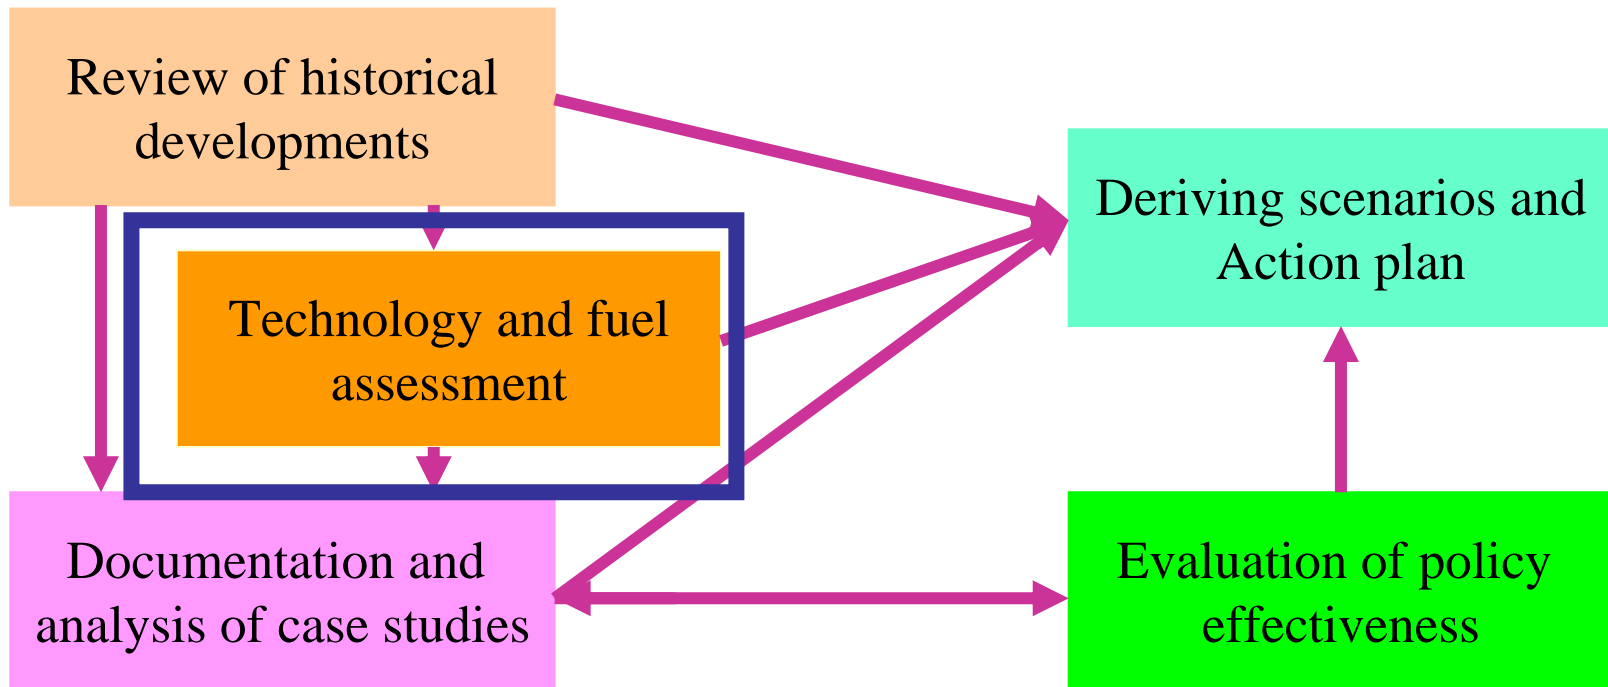 Review of historical
developments
Technology and fuel
assessment
Documentation and
analysis of case studies
Deriving scenarios and
Action plan
Evaluation of policy
effectiveness